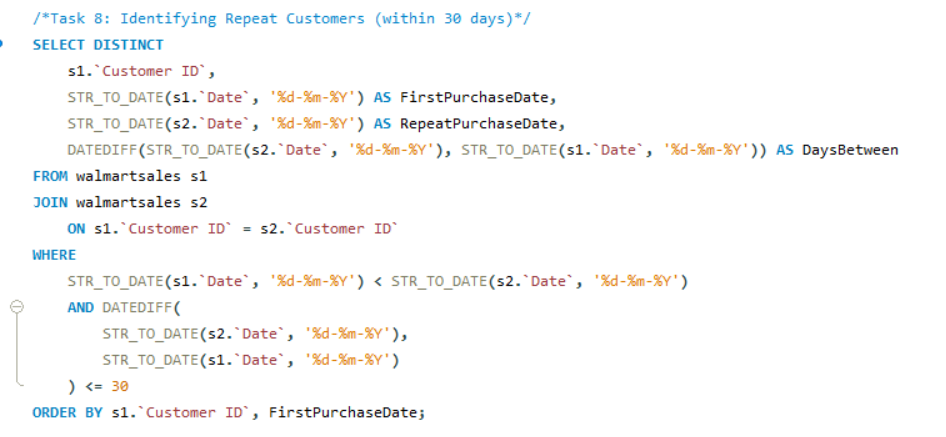 /*Task 8: Identifying Repeat Customers (within 30 days)*/
SELECT DISTINCT
s1.`Customer ID`,
STR_TO_DATE(s1.`Date`, '%d-%m-%Y') AS FirstPurchaseDate,
STR_TO_DATE(s2.`Date`, '%d-%m-%Y') AS RepeatPurchaseDate,
DATEDIFF(STR_TO_DATE(s2.`Date`, '%d-%m-%Y'), STR_TO_DATE(s1.`Date`, '%d-%m-%Y')) AS DaysBetween
FROM walmartsales s1
JOIN walmartsales s2
ON s1.`Customer ID` = s2.`Customer ID`
WHERE
STR_TO_DATE(s1.`Date`, '%d-%m-%Y') < STR_TO_DATE(s2.`Date`, '%d-%m-%Y')
AND DATEDIFF(
STR_TO_DATE(s2.`Date`, '%d-%m-%Y'),
STR_TO_DATE(s1.`Date`, '%d-%m-%Y')
) <= 30
ORDER BY s1.`Customer ID`, FirstPurchaseDate;